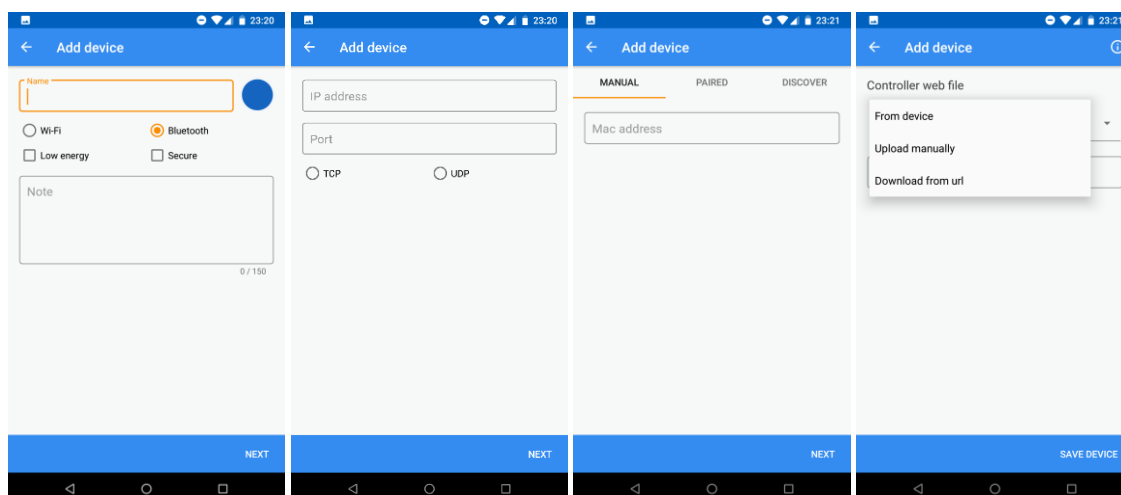 23:20
Add device
Name
Wi-Fi
Bluetooth
Low energy
Secure
Note
0 / 150
NEXT
23:20
Add device
IP address
Port
TCP
UDP
NEXT
23:21
Add device
MANUAL PAIRED DISCOVER
Mac address
NEXT
23:21
Add device
Controller web file
From device
Upload manually
Download from url
SAVE DEVICE